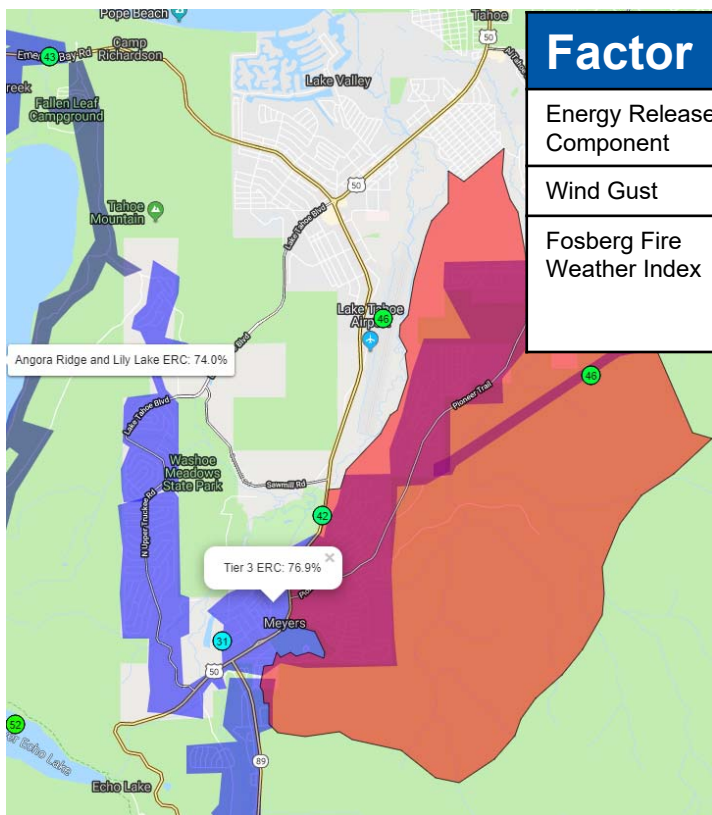 Pope Beach
Tahoe
50
Camp
Richardson
43
Lake Valley
Fallen Leaf
Campground
50
Tahoe
Mountain
Lake Tahoe Blvd
Lake Tahoe
Airport
46
46
Angora Ridge and Lily Lake ERC: 74.0%
Pioneer Trail
Lake Tahoe Blvd
Washoe
Meadows
State Park
Sawmill Rd
N Upper Truckee Rd
42
Tier 3 ERC: 76.9%
×
Meyers
31
50
52
Echo Lake
89
Echo Lake
Factor
Energy Release
Component
Wind Gust
Fosberg Fire
Weather Index